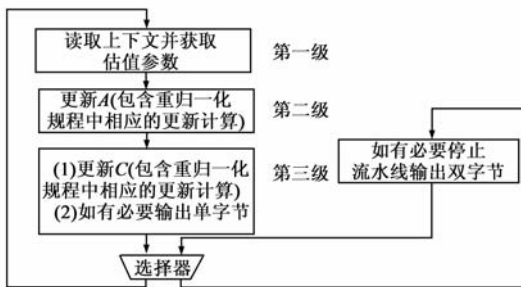 读取上下文并获取
估值参数
第一级
更新A(包含重归一化
规程中相应的更新计算)
第二级
(1)更新C(包含重归一化
规程中相应的更新计算)
(2)如有必要输出单字节
第三级
如有必要停止
流水线输出双字节
选择器